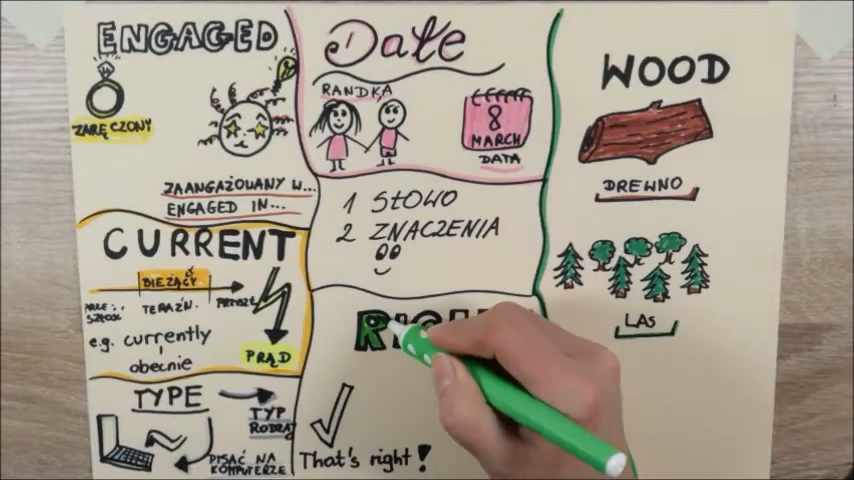 ENGAGED
ZARĘCZONY
ZAANGAŻOWANY W...
ENGAGED IN...
Date
RANDKA
8
MARCH
DATA
WOOD
DREWNO
LAS
1 SŁOWO
2 ZNACZENIA
CURRENT
BIEŻĄCY
TERAŹN.
e.g. currently
obecnie
PRĄD
TYPE
TYP
RODZAJ
PISAĆ NA
KOMPUTERZE
That's right!